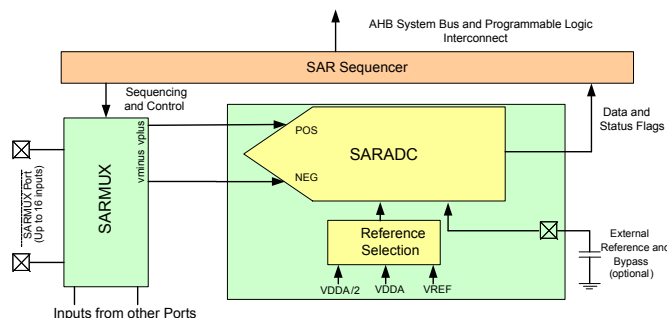 AHB System Bus and Programmable Logic
Interconnect
SAR Sequencer
Sequencing
and Control
Data and
Status Flags
vminus vplus
POS
SARADC
NEG
SARMUX
SARMUX Port
(Up to 16 inputs)
Reference
Selection
External
Reference and
Bypass
(optional)
VDDA/2 VDDA VREF
Inputs from other Ports